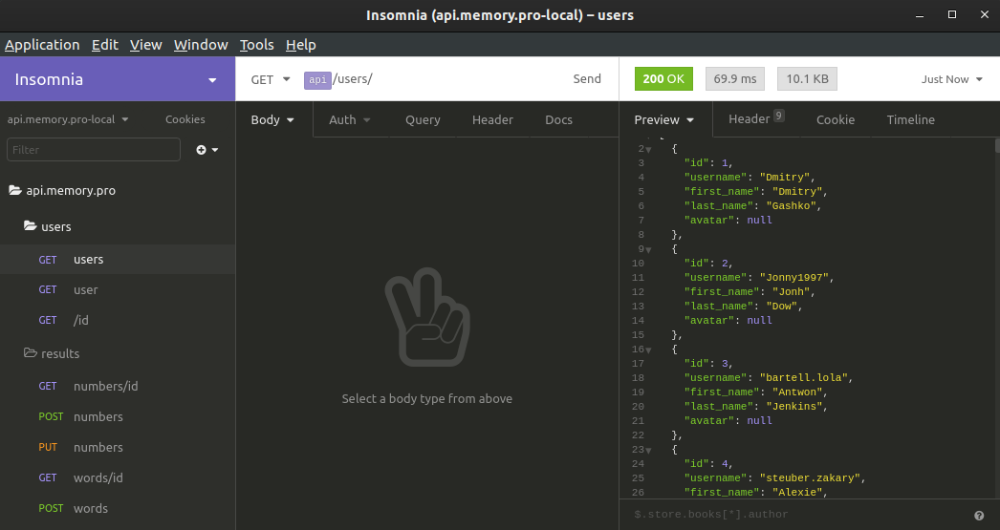 Insomnia (api.memory.pro-local) – users
Application Edit View Window Tools Help
Insomnia
GET api /users/ Send
200 OK 69.9 ms 10.1 KB Just Now
api.memory.pro-local Cookies
Body Auth Query Header Docs
Preview Header 9 Cookie Timeline
Filter
api.memory.pro
users
GET users
GET user
GET /id
results
GET numbers/id
POST numbers
PUT numbers
GET words/id
POST words
Select a body type from above
2 {
3 "id": 1,
4 "username": "Dmitry",
5 "first_name": "Dmitry",
6 "last_name": "Gashko",
7 "avatar": null
8 },
9 {
10 "id": 2,
11 "username": "Jonny1997",
12 "first_name": "Jonh",
13 "last_name": "Dow",
14 "avatar": null
15 },
16 {
17 "id": 3,
18 "username": "bartell.lola",
19 "first_name": "Antwon",
20 "last_name": "Jenkins",
21 "avatar": null
22 },
23 {
24 "id": 4,
25 "username": "steuber.zakary",
26 "first_name": "Alexie",
$.store.books[*].author